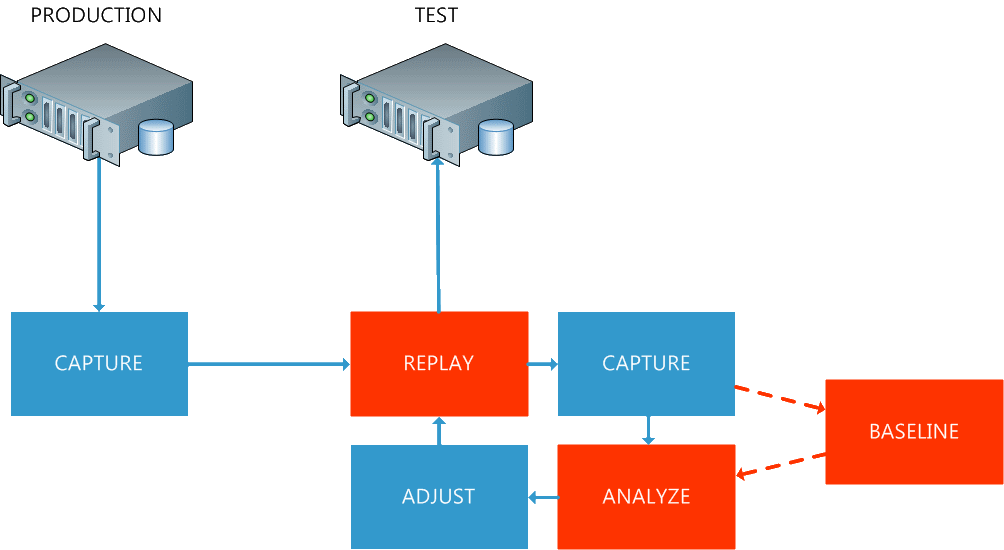 PRODUCTION
TEST
CAPTURE
REPLAY
CAPTURE
BASELINE
ADJUST
ANALYZE